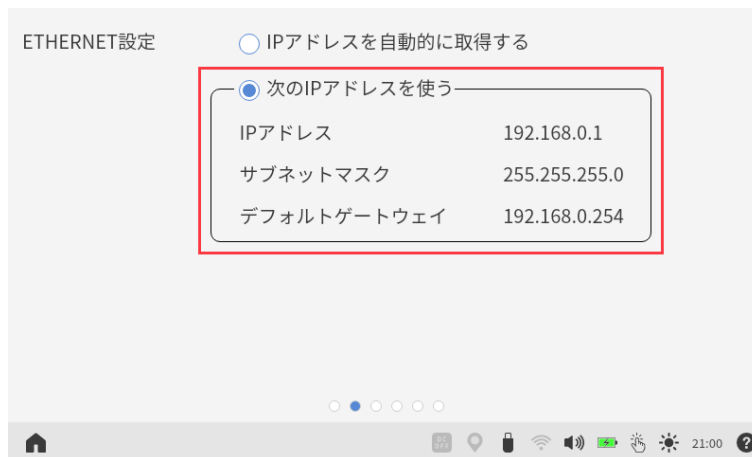 ETHERNET設定
IPアドレスを自動的に取得する
次のIPアドレスを使う
IPアドレス 192.168.0.1
サブネットマスク 255.255.255.0
デフォルトゲートウェイ 192.168.0.254
21:00 ?